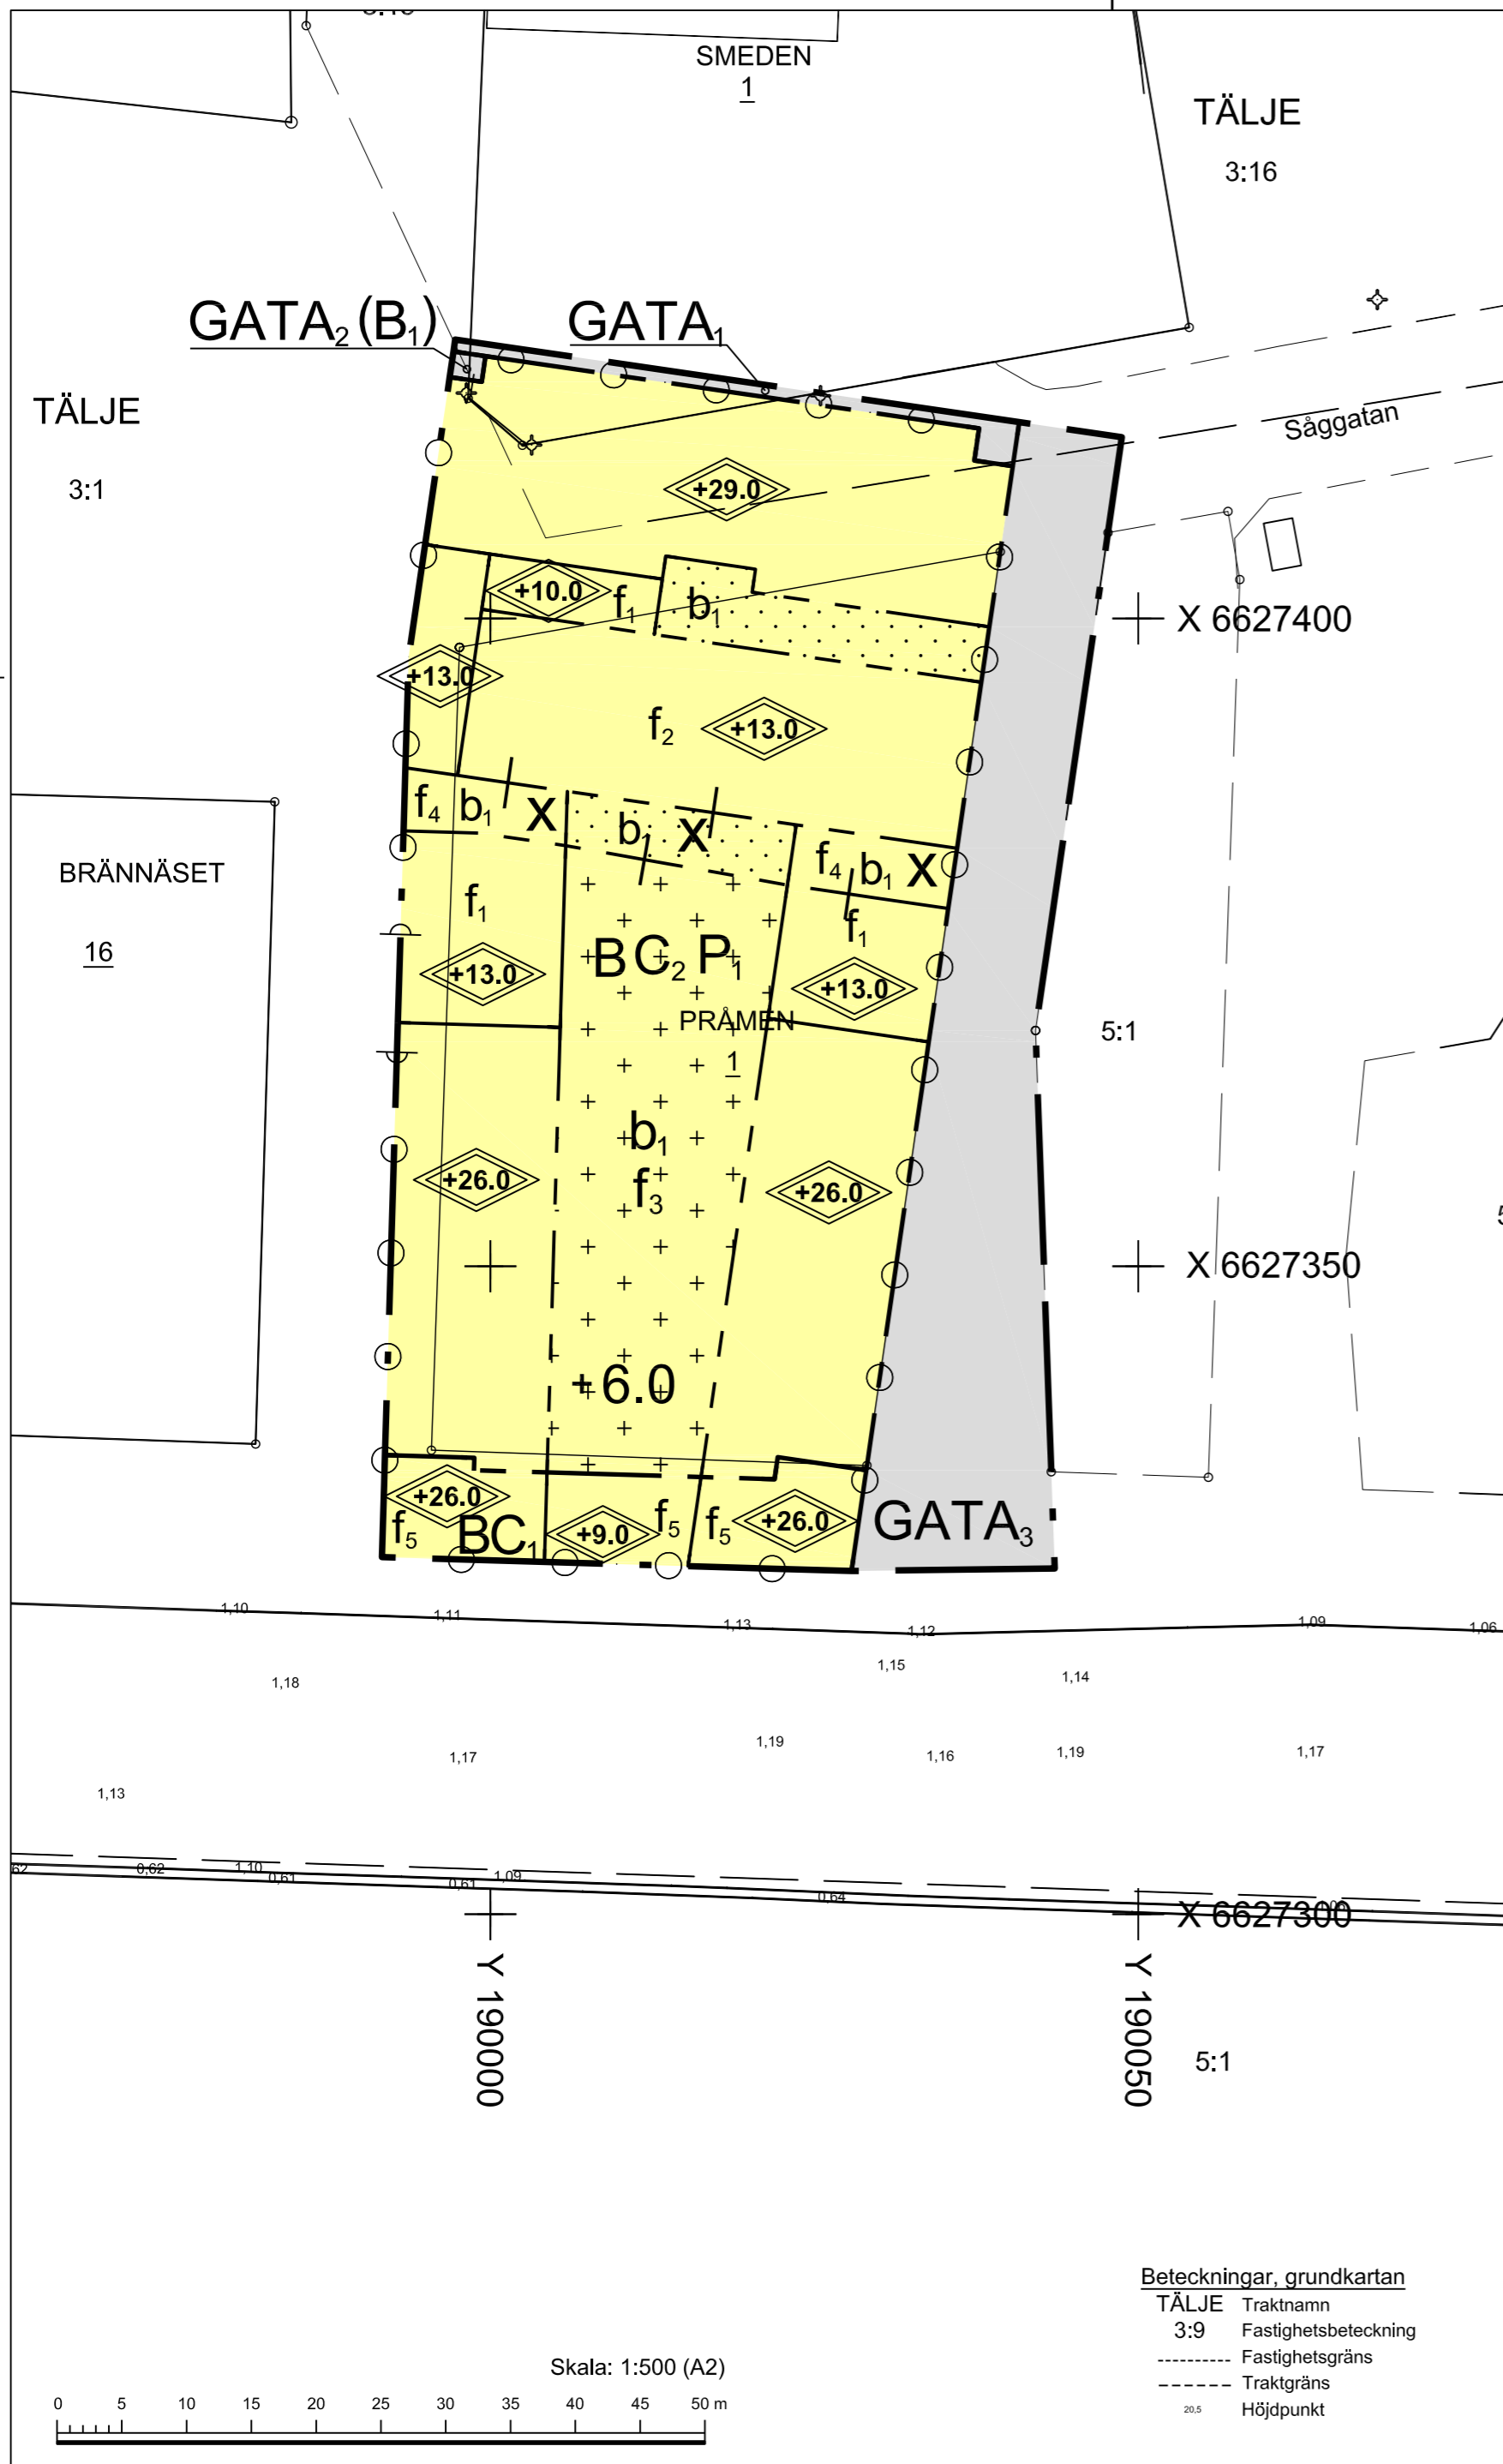 SMEDEN
1
TÄLJE
3:16
GATA₂ (B₁)
GATA₁
TÄLJE
3:1
Såggatan
+29.0
+10.0
f₁
b₁
X 6627400
+13.0
f₂
+13.0
f₄ b₁ X
b₁ X
f₄ b₁ X
BRÄNNÄSET
16
f₁
f₁
BC₂P₁
+13.0
+13.0
PRÅMEN
1
5:1
b₁
+26.0
f₃
+26.0
X 6627350
+6.0
+26.0
f₅
BC₁
+9.0
f₅
f₅
+26.0
GATA₃
1,10
1,11
1,13
1,12
1,09
1,06
1,18
1,15
1,14
1,17
1,19
1,16
1,19
1,17
1,13
62
0,62
1,10
0,61
0,61
1,09
0,64
X 6627300
Y 190000
Y 190050
5:1
Beteckningar, grundkartan
TÄLJE Traktnamn
3:9 Fastighetsbeteckning
Fastighetsgräns
Traktgräns
20,5 Höjdpunkt
Skala: 1:500 (A2)
0 5 10 15 20 25 30 35 40 45 50 m